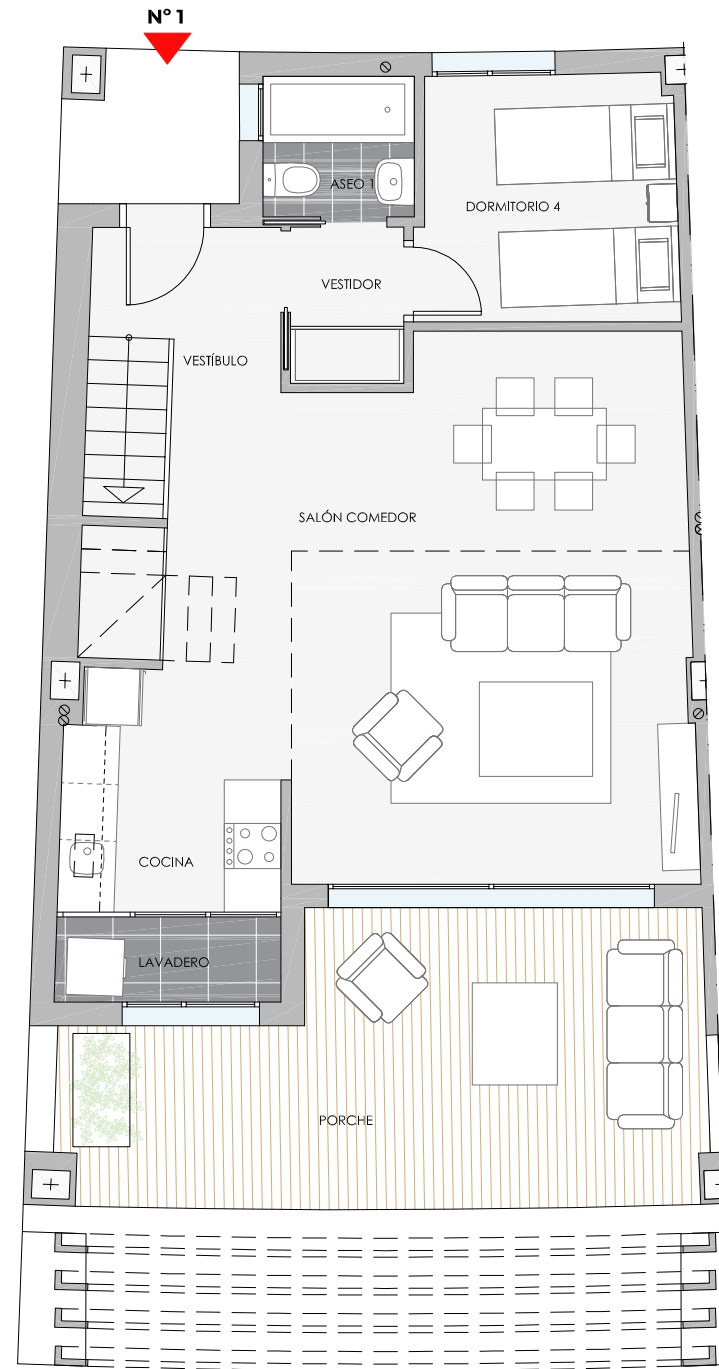 Nº 1
ASEO 1
DORMITORIO 4
VESTIDOR
VESTÍBULO
SALÓN COMEDOR
COCINA
LAVADERO
PORCHE